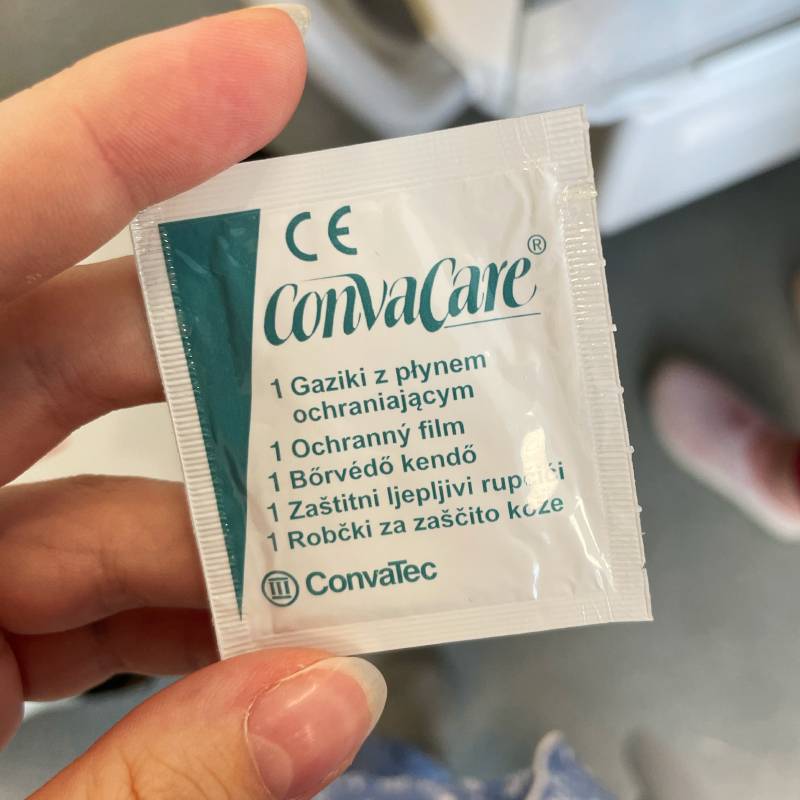 CE
ConvaCare®
1 Gaziki z płynem
ochraniającym
1 Ochranný film
1 Bőrvédő kendő
1 Zaštitni ljepljivi rupčići
1 Robčki za zaščito kože
ConvaTec